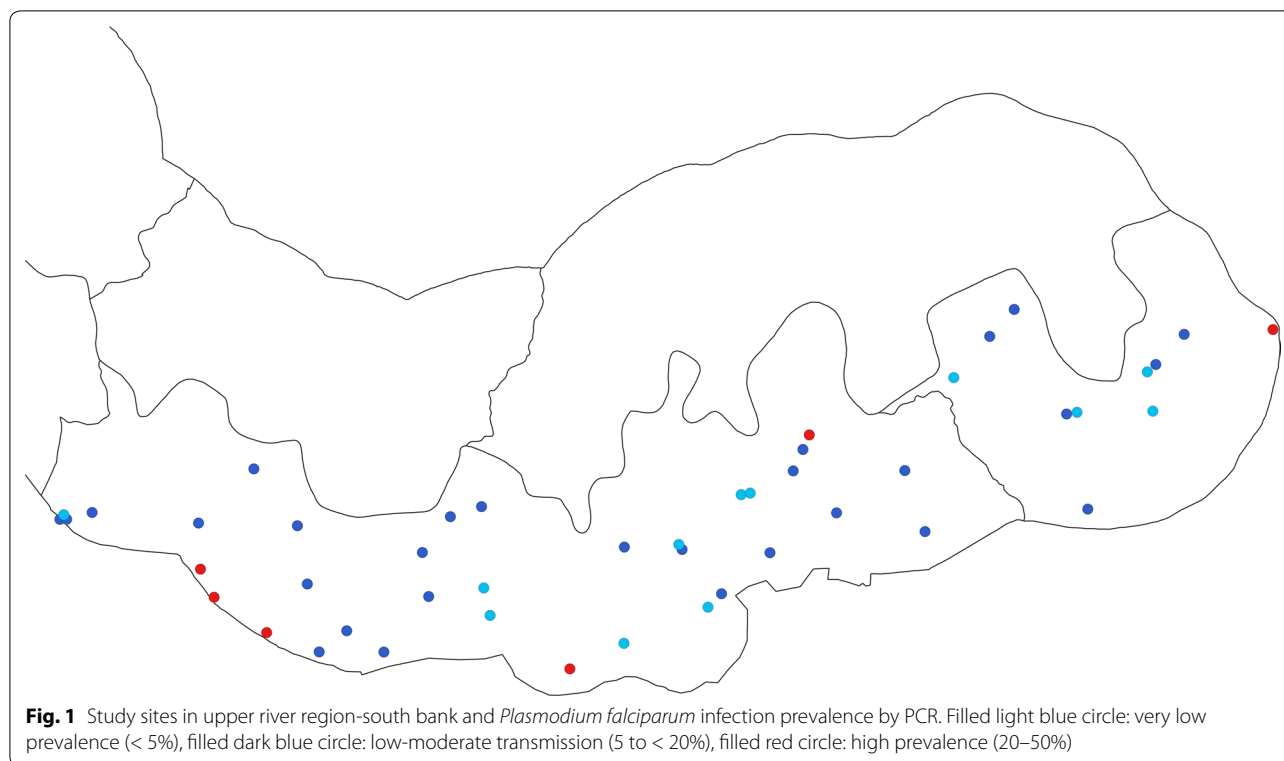 Fig. 1 Study sites in upper river region-south bank and Plasmodium falciparum infection prevalence by PCR. Filled light blue circle: very low
prevalence (< 5%), filled dark blue circle: low-moderate transmission (5 to < 20%), filled red circle: high prevalence (20–50%)